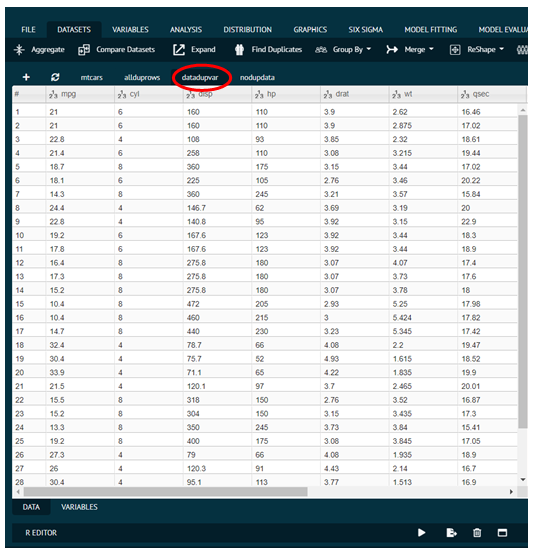 FILE DATASETS VARIABLES ANALYSIS DISTRIBUTION GRAPHICS SIX SIGMA MODEL FITTING MODEL EVALUA
Aggregate Compare Datasets Expand Find Duplicates Group By Merge ReShape
mtcars allduprows datadupvar nodupdata
# mpg cyl disp hp drat wt qsec
1 21 6 160 110 3.9 2.62 16.46
2 21 6 160 110 3.9 2.875 17.02
3 22.8 4 108 93 3.85 2.32 18.61
4 21.4 6 258 110 3.08 3.215 19.44
5 18.7 8 360 175 3.15 3.44 17.02
6 18.1 6 225 105 2.76 3.46 20.22
7 14.3 8 360 245 3.21 3.57 15.84
8 24.4 4 146.7 62 3.69 3.19 20
9 22.8 4 140.8 95 3.92 3.15 22.9
10 19.2 6 167.6 123 3.92 3.44 18.3
11 17.8 6 167.6 123 3.92 3.44 18.9
12 16.4 8 275.8 180 3.07 4.07 17.4
13 17.3 8 275.8 180 3.07 3.73 17.6
14 15.2 8 275.8 180 3.07 3.78 18
15 10.4 8 472 205 2.93 5.25 17.98
16 10.4 8 460 215 3 5.424 17.82
17 14.7 8 440 230 3.23 5.345 17.42
18 32.4 4 78.7 66 4.08 2.2 19.47
19 30.4 4 75.7 52 4.93 1.615 18.52
20 33.9 4 71.1 65 4.22 1.835 19.9
21 21.5 4 120.1 97 3.7 2.465 20.01
22 15.5 8 318 150 2.76 3.52 16.87
23 15.2 8 304 150 3.15 3.435 17.3
24 13.3 8 350 245 3.73 3.84 15.41
25 19.2 8 400 175 3.08 3.845 17.05
26 27.3 4 79 66 4.08 1.935 18.9
27 26 4 120.3 91 4.43 2.14 16.7
28 30.4 4 95.1 113 3.77 1.513 16.9
DATA VARIABLES
R EDITOR